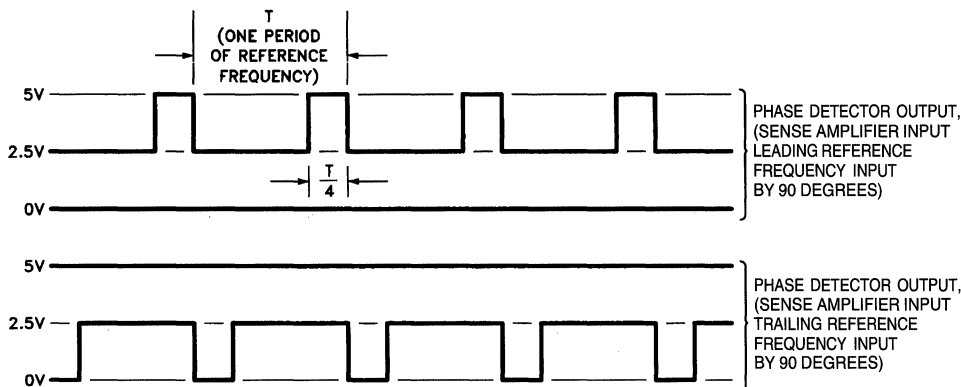 T
(ONE PERIOD
OF REFERENCE
FREQUENCY)
5V
2.5V
0V
T
4
PHASE DETECTOR OUTPUT,
(SENSE AMPLIFIER INPUT
LEADING REFERENCE
FREQUENCY INPUT
BY 90 DEGREES)
5V
2.5V
0V
PHASE DETECTOR OUTPUT,
(SENSE AMPLIFIER INPUT
TRAILING REFERENCE
FREQUENCY INPUT
BY 90 DEGREES)